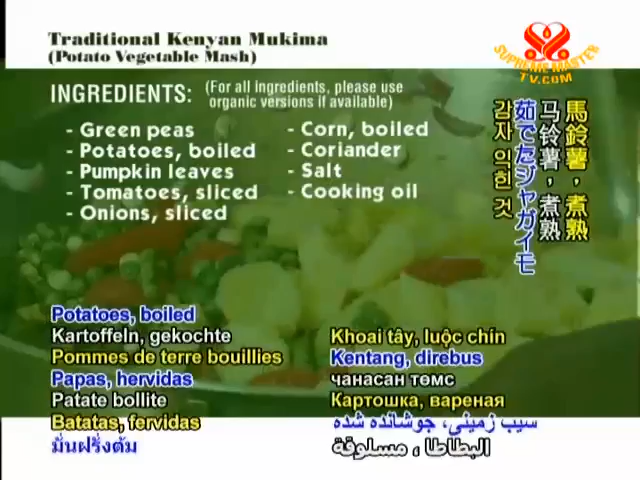 Traditional Kenyan Mukima
(Potato Vegetable Mash)
SUPREME MASTER
TV.COM
INGREDIENTS:
(For all ingredients, please use
organic versions if available)
- Green peas
- Potatoes, boiled
- Pumpkin leaves
- Tomatoes, sliced
- Onions, sliced
- Corn, boiled
- Coriander
- Salt
- Cooking oil
馬鈴薯，煮熟
马铃薯，煮熟
茹でたジャガイモ
감자 익힌 것
Potatoes, boiled
Kartoffeln, gekochte
Pommes de terre bouillies
Papas, hervidas
Patate bollite
Batatas, fervidas
มันฝรั่งต้ม
Khoai tây, luộc chín
Kentang, direbus
чанасан төмс
Картошка, вареная
سیب زمینی، جوشانده شده
البطاطا ، مسلوقة